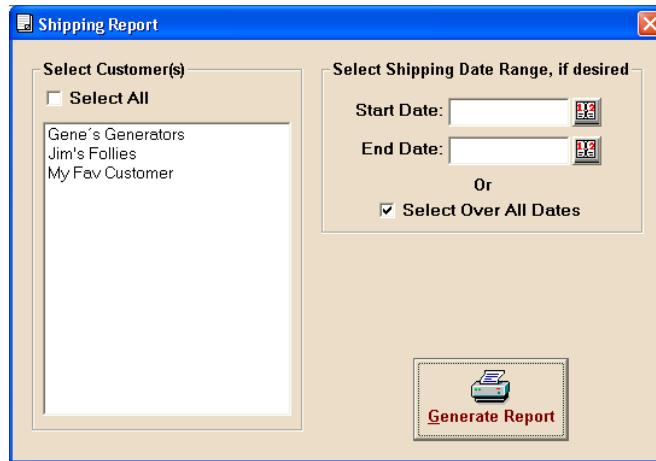 Shipping Report
Select Customer(s)
Select All
Gene´s Generators
Jim's Follies
My Fav Customer
Select Shipping Date Range, if desired
Start Date:
End Date:
Or
Select Over All Dates
Generate Report